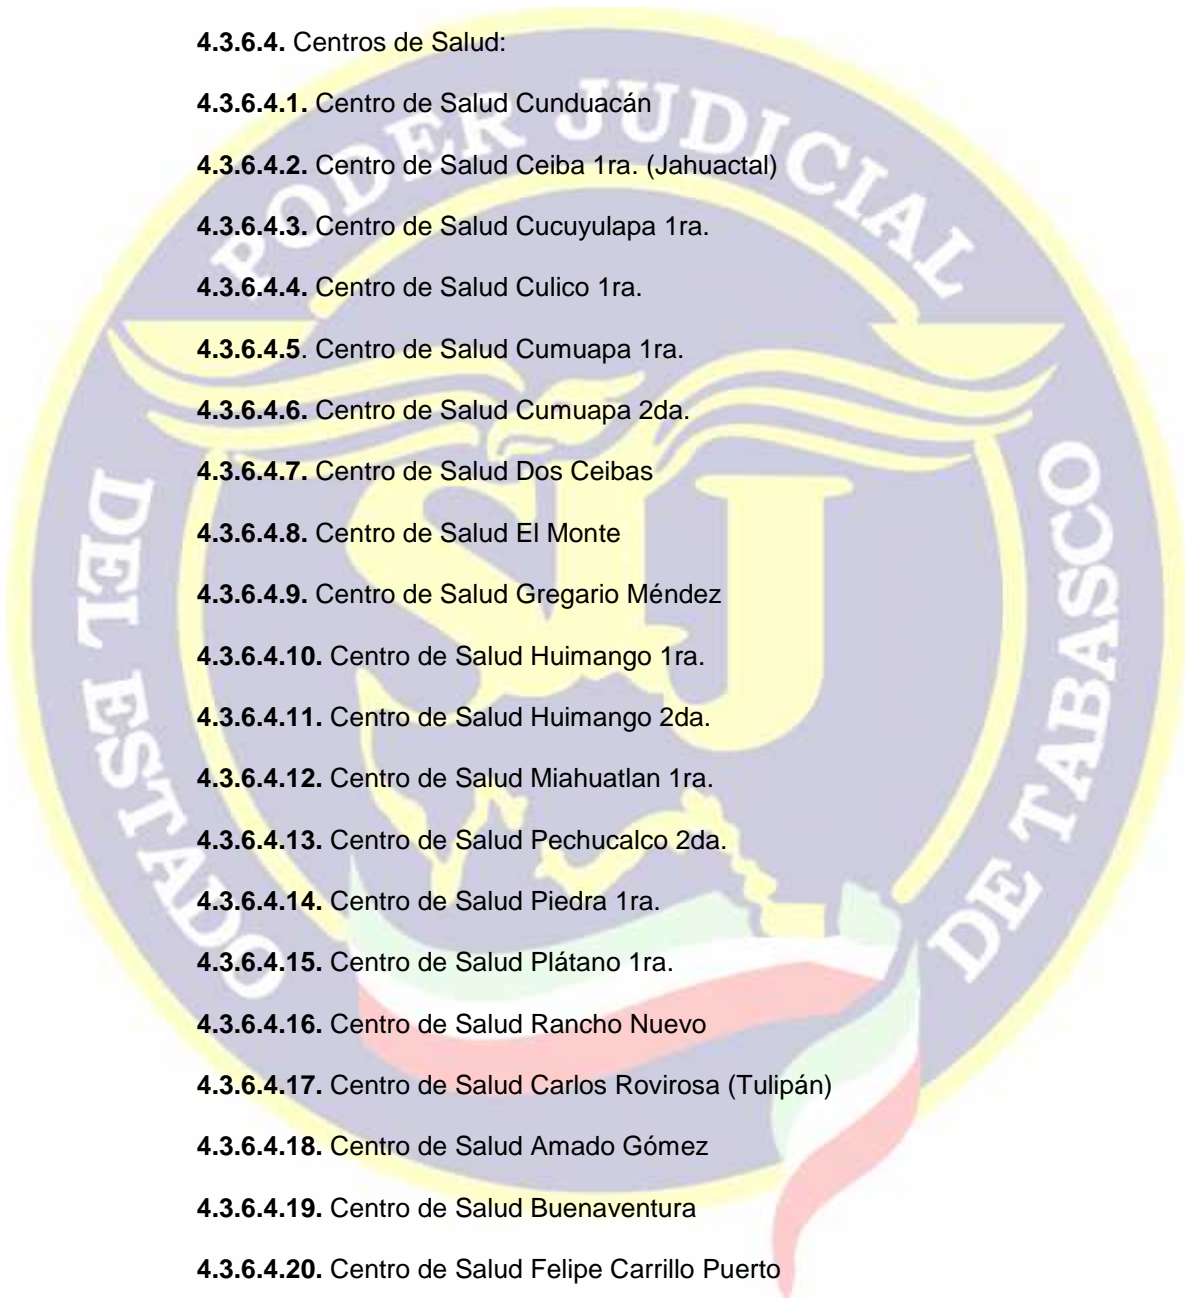 4.3.6.4. Centros de Salud:
4.3.6.4.1. Centro de Salud Cunduacán
4.3.6.4.2. Centro de Salud Ceiba 1ra. (Jahuactal)
4.3.6.4.3. Centro de Salud Cucuyulapa 1ra.
4.3.6.4.4. Centro de Salud Culico 1ra.
4.3.6.4.5. Centro de Salud Cumuapa 1ra.
4.3.6.4.6. Centro de Salud Cumuapa 2da.
4.3.6.4.7. Centro de Salud Dos Ceibas
4.3.6.4.8. Centro de Salud El Monte
4.3.6.4.9. Centro de Salud Gregario Méndez
4.3.6.4.10. Centro de Salud Huimango 1ra.
4.3.6.4.11. Centro de Salud Huimango 2da.
4.3.6.4.12. Centro de Salud Miahuatlan 1ra.
4.3.6.4.13. Centro de Salud Pechucalco 2da.
4.3.6.4.14. Centro de Salud Piedra 1ra.
4.3.6.4.15. Centro de Salud Plátano 1ra.
4.3.6.4.16. Centro de Salud Rancho Nuevo
4.3.6.4.17. Centro de Salud Carlos Rovirosa (Tulipán)
4.3.6.4.18. Centro de Salud Amado Gómez
4.3.6.4.19. Centro de Salud Buenaventura
4.3.6.4.20. Centro de Salud Felipe Carrillo Puerto
PODER JUDICIAL
DEL ESTADO
DE TABASCO
STJ